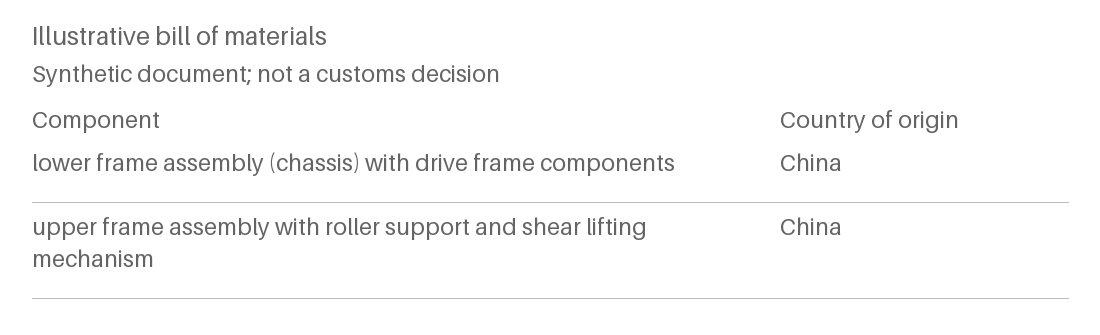 Illustrative bill of materials
Synthetic document; not a customs decision
Component Country of origin
lower frame assembly (chassis) with drive frame components China
upper frame assembly with roller support and shear lifting China
mechanism